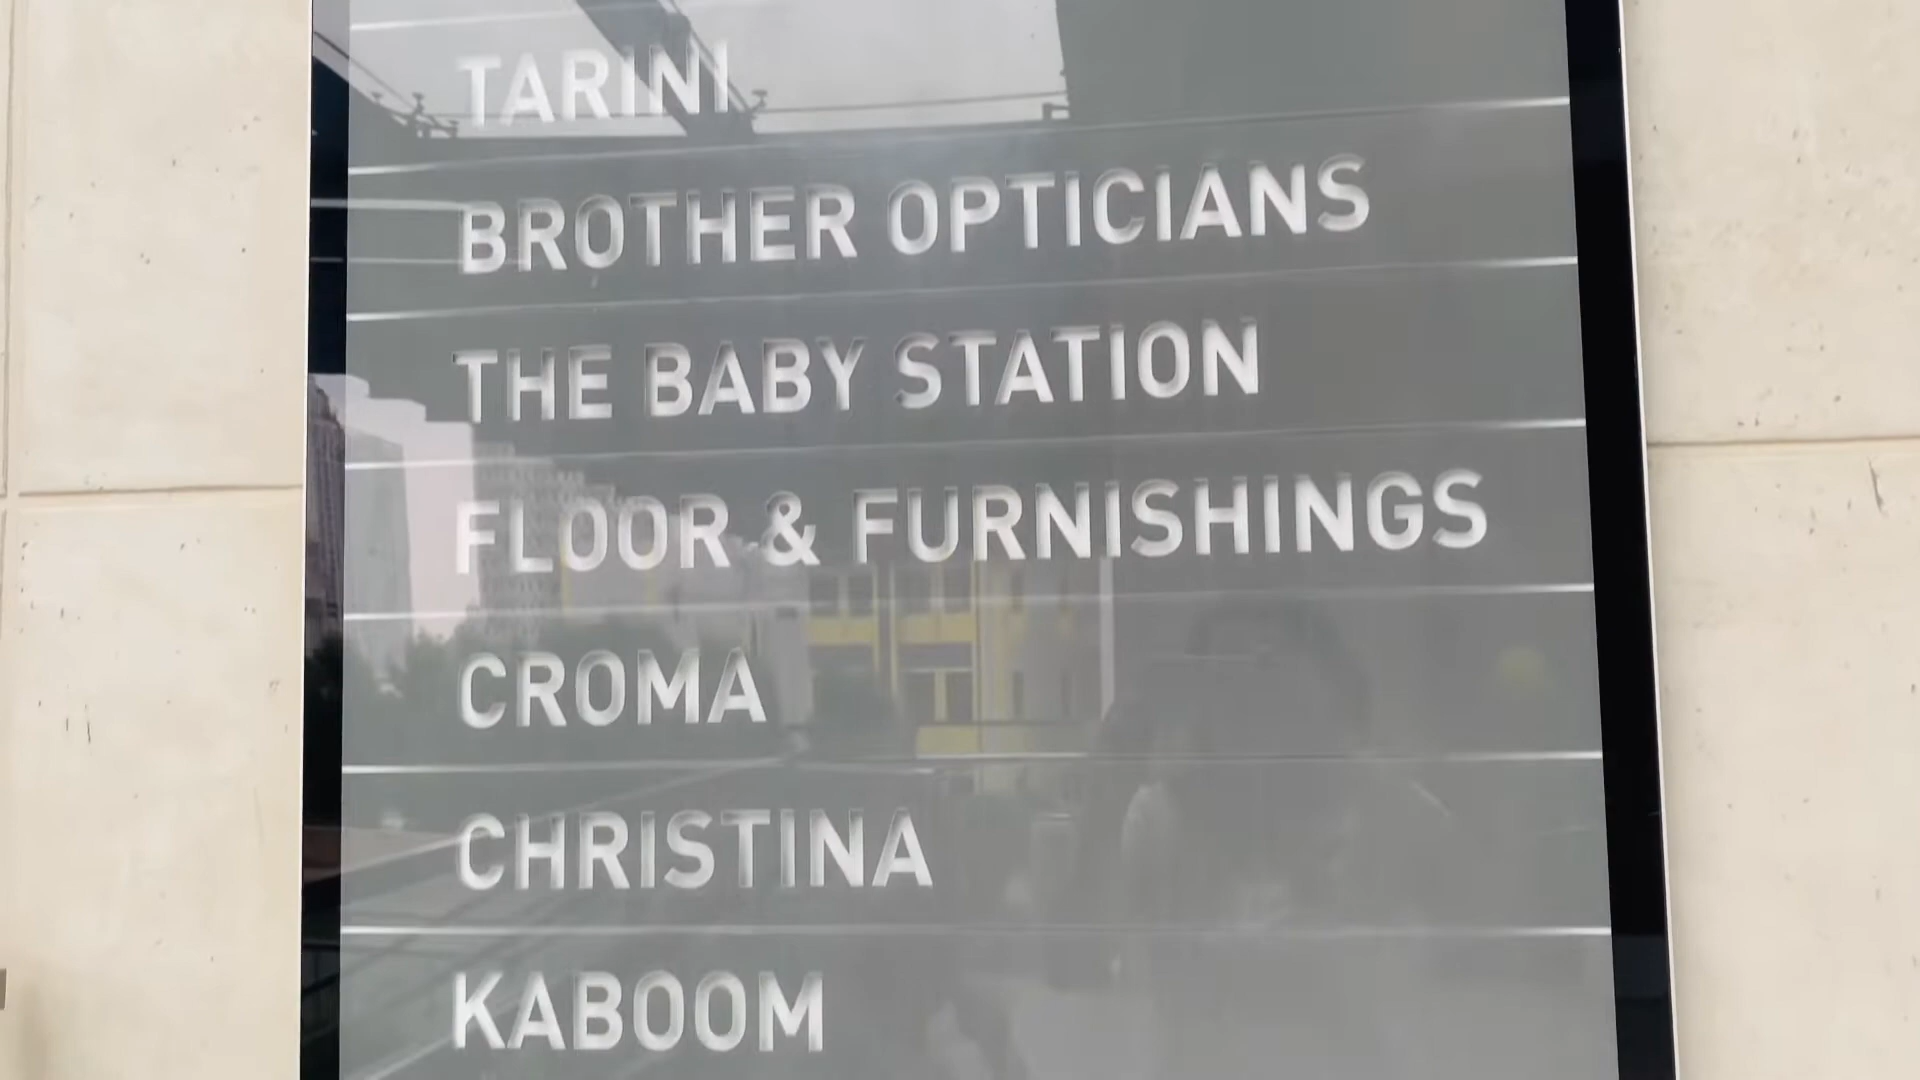 TARINI
BROTHER OPTICIANS
THE BABY STATION
FLOOR & FURNISHINGS
CROMA
CHRISTINA
KABOOM